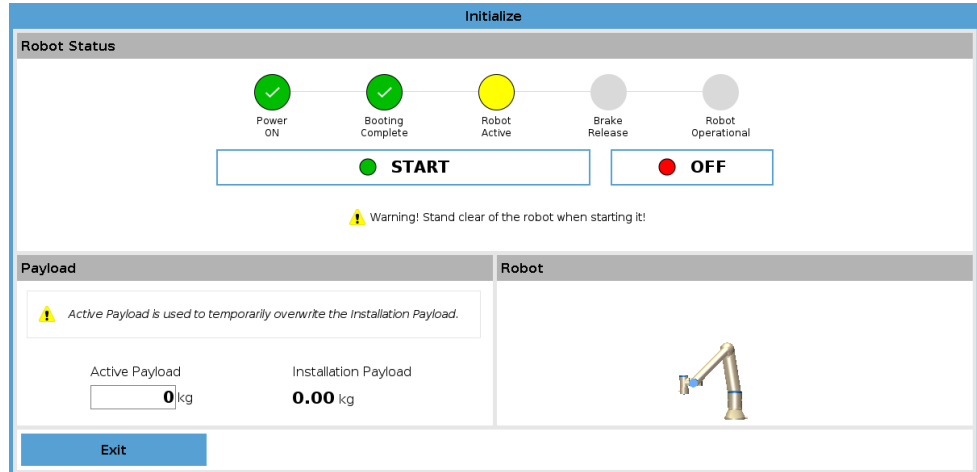 Initialize
Robot Status
Power
ON
Booting
Complete
Robot
Active
Brake
Release
Robot
Operational
START
OFF
Warning! Stand clear of the robot when starting it!
Payload
Robot
Active Payload is used to temporarily overwrite the Installation Payload.
Active Payload
Installation Payload
0 kg
0.00 kg
Exit